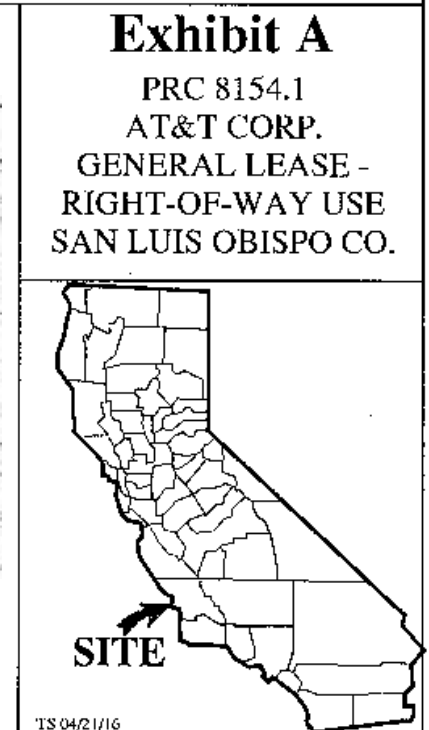 Exhibit A
PRC 8154.1
AT&T CORP.
GENERAL LEASE -
RIGHT-OF-WAY USE
SAN LUIS OBISPO CO.
SITE
TS 04/21/16